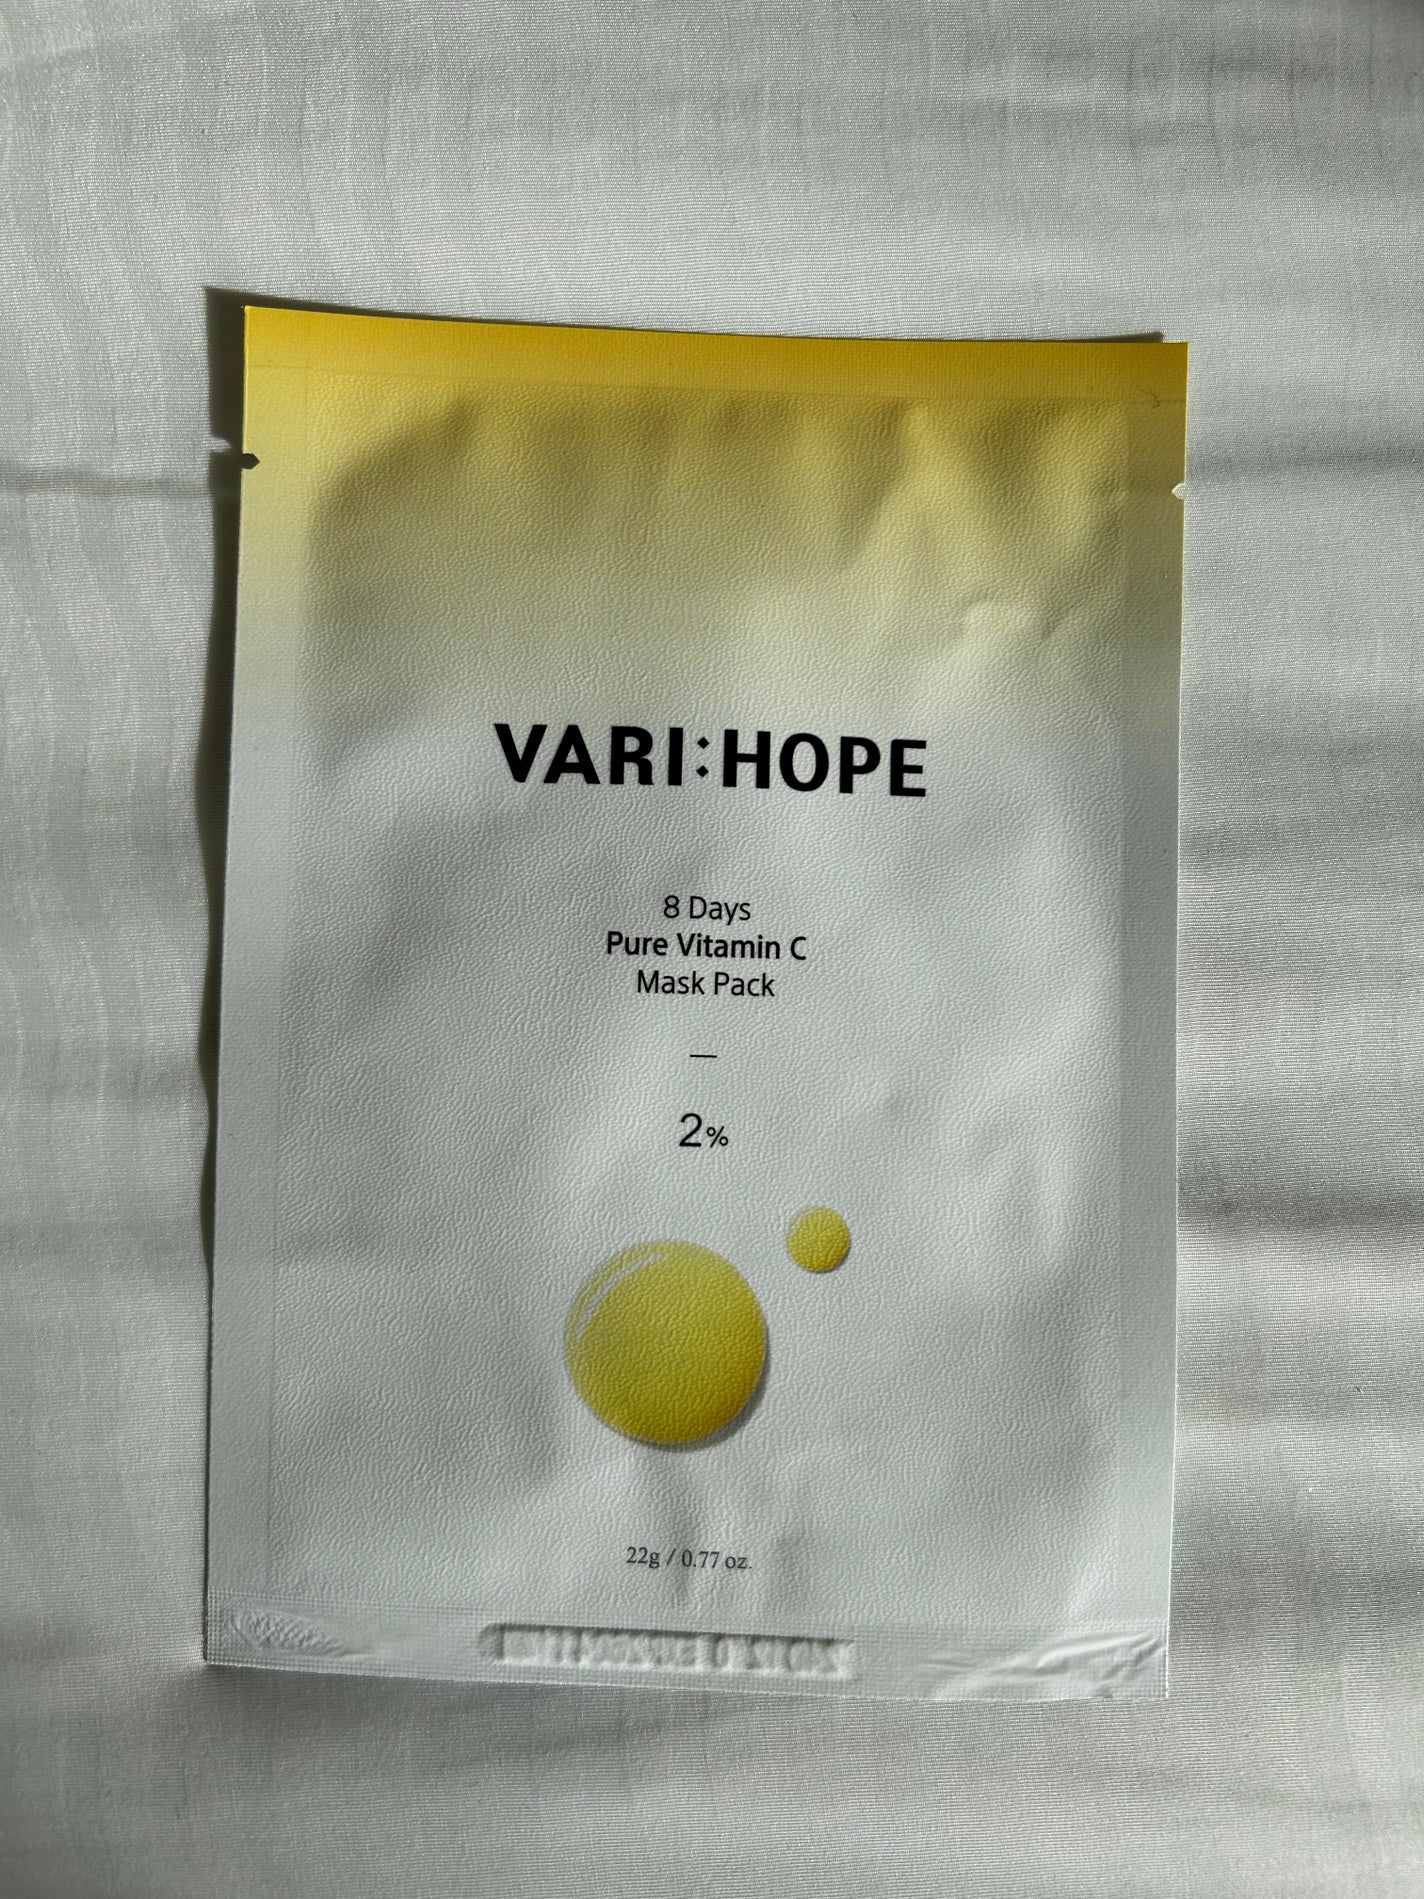 VARI:HOPE
8 Days
Pure Vitamin C
Mask Pack
—
2%
22g / 0.77 oz.